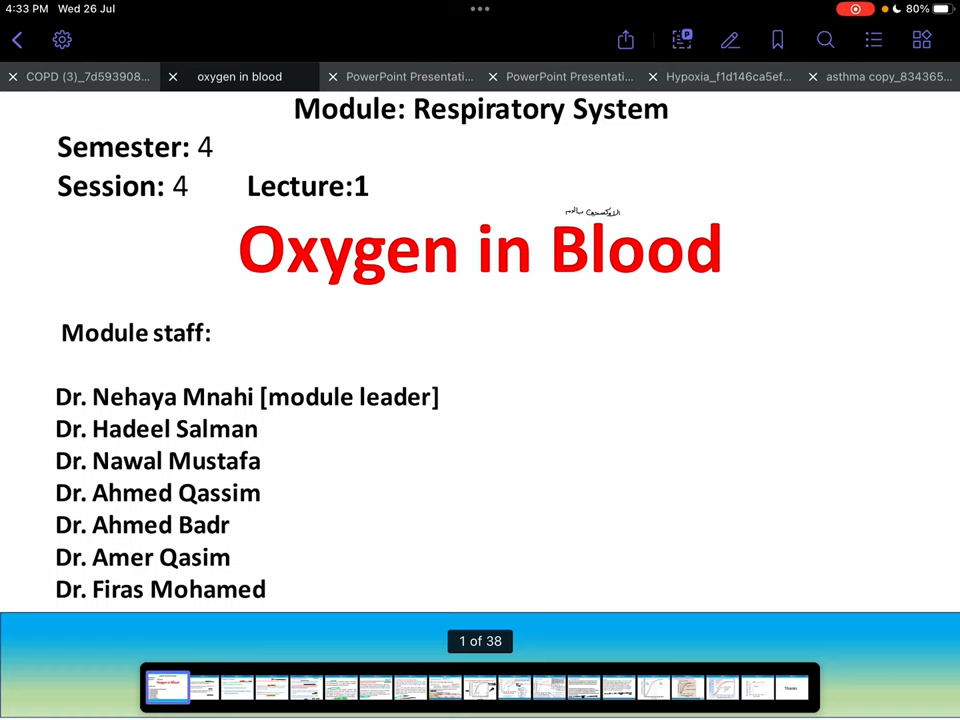 4:33 PM Wed 26 Jul
80%
COPD (3)_7d593908...
oxygen in blood
PowerPoint Presentati...
PowerPoint Presentati...
Hypoxia_f1d146ca5ef...
asthma copy_834365...
Module: Respiratory System
Semester: 4
Session: 4 Lecture:1
الاوكسجين بالدم
Oxygen in Blood
Module staff:
Dr. Nehaya Mnahi [module leader]
Dr. Hadeel Salman
Dr. Nawal Mustafa
Dr. Ahmed Qassim
Dr. Ahmed Badr
Dr. Amer Qasim
Dr. Firas Mohamed
1 of 38
Thanks